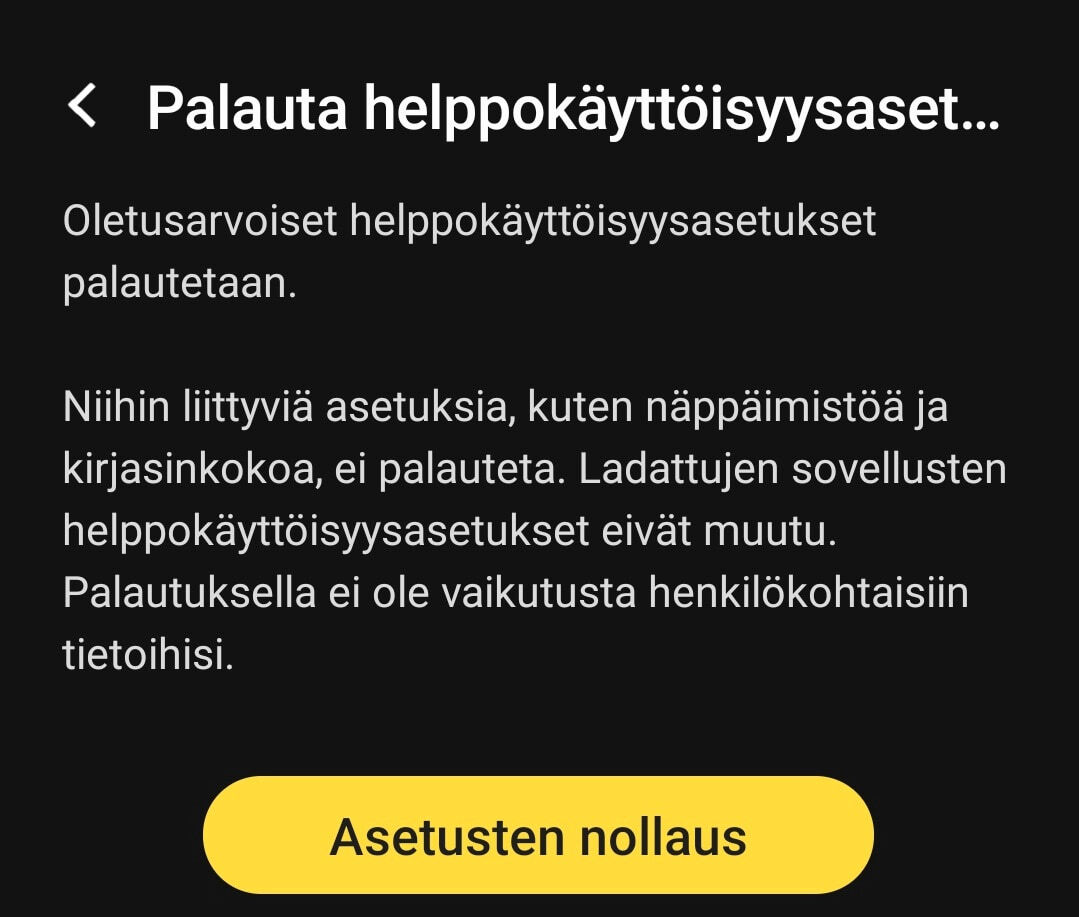 Palauta helppokäyttöisyysaset...
Oletusarvoiset helppokäyttöisyysasetukset
palautetaan.
Niihin liittyviä asetuksia, kuten näppäimistöä ja
kirjasinkokoa, ei palauteta. Ladattujen sovellusten
helppokäyttöisyysasetukset eivät muutu.
Palautuksella ei ole vaikutusta henkilökohtaisiin
tietoihisi.
Asetusten nollaus